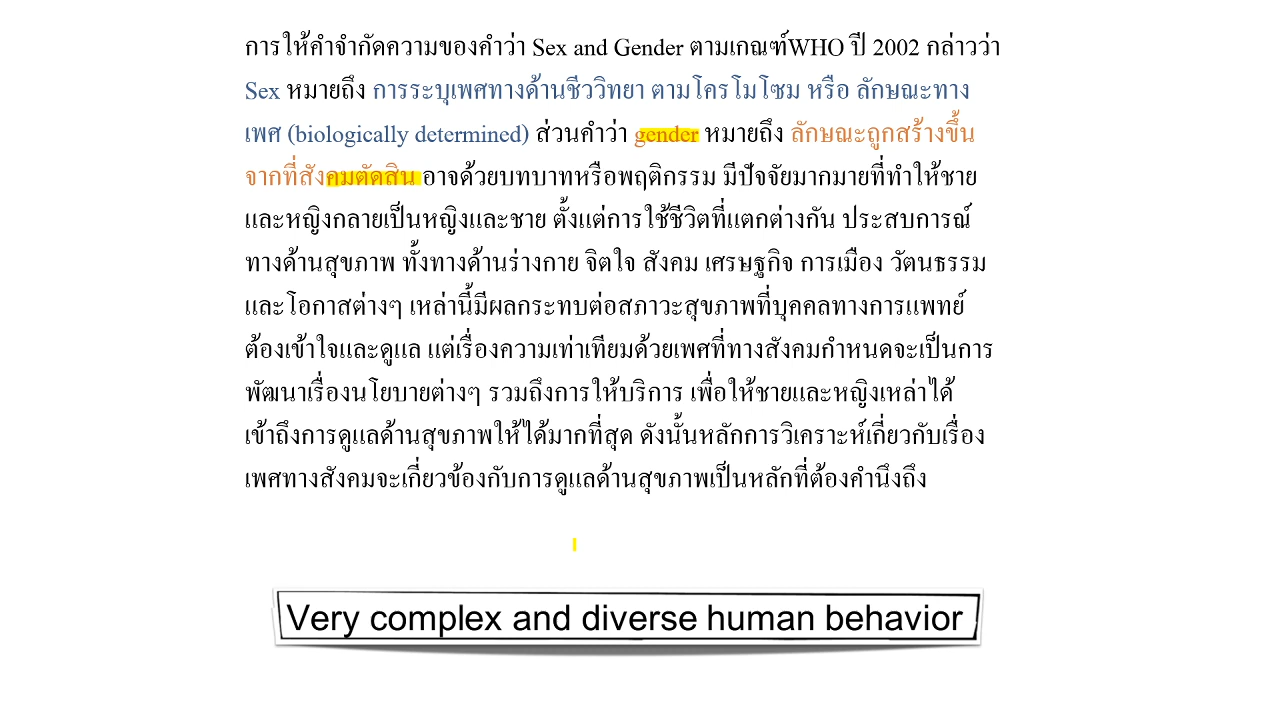 การให้คำจำกัดความของคำว่า Sex and Gender ตามเกณฑ์WHO ปี 2002 กล่าวว่า
Sex หมายถึง การระบุเพศทางด้านชีววิทยา ตามโครโมโซม หรือ ลักษณะทาง
เพศ (biologically determined) ส่วนคำว่า gender หมายถึง ลักษณะถูกสร้างขึ้น
จากที่สังคมตัดสิน อาจด้วยบทบาทหรือพฤติกรรม มีปัจจัยมากมายที่ทำให้ชาย
และหญิงกลายเป็นหญิงและชาย ตั้งแต่การใช้ชีวิตที่แตกต่างกัน ประสบการณ์
ทางด้านสุขภาพ ทั้งทางด้านร่างกาย จิตใจ สังคม เศรษฐกิจ การเมือง วัตนธรรม
และโอกาสต่างๆ เหล่านี้มีผลกระทบต่อสภาวะสุขภาพที่บุคคลทางการแพทย์
ต้องเข้าใจและดูแล แต่เรื่องความเท่าเทียมด้วยเพศที่ทางสังคมกำหนดจะเป็นการ
พัฒนาเรื่องนโยบายต่างๆ รวมถึงการให้บริการ เพื่อให้ชายและหญิงเหล่าได้
เข้าถึงการดูแลด้านสุขภาพให้ได้มากที่สุด ดังนั้นหลักการวิเคราะห์เกี่ยวกับเรื่อง
เพศทางสังคมจะเกี่ยวข้องกับการดูแลด้านสุขภาพเป็นหลักที่ต้องคำนึงถึง
Very complex and diverse human behavior